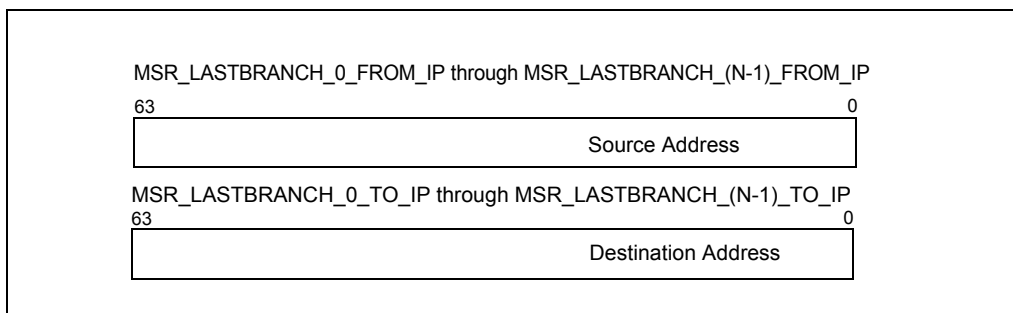 MSR_LASTBRANCH_0_FROM_IP through MSR_LASTBRANCH_(N-1)_FROM_IP
63 0
Source Address
MSR_LASTBRANCH_0_TO_IP through MSR_LASTBRANCH_(N-1)_TO_IP
63 0
Destination Address